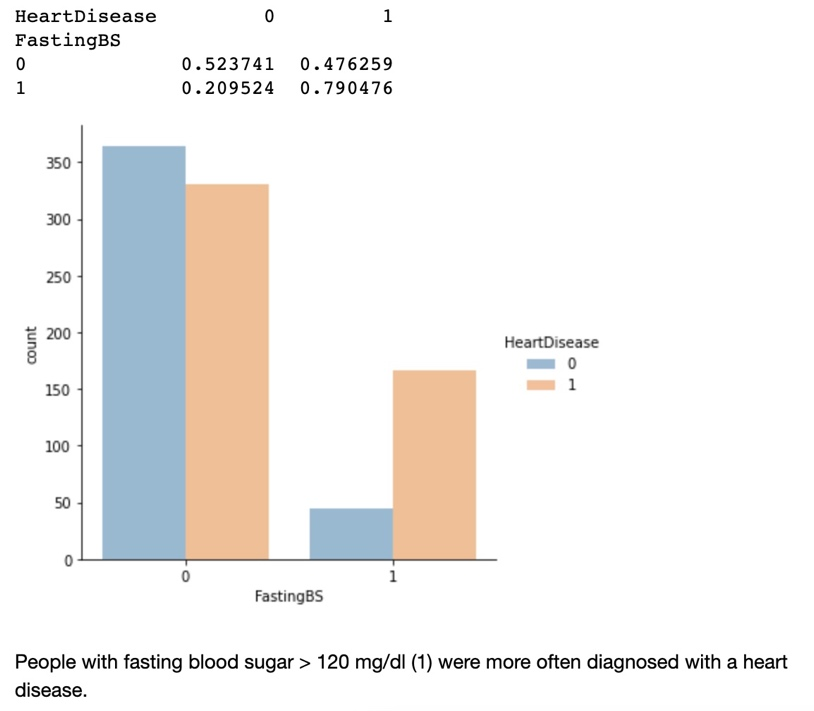 HeartDisease 0 1
FastingBS
0 0.523741 0.476259
1 0.209524 0.790476
350
300
250
200
150
100
50
0
count
0 1
FastingBS
HeartDisease
0
1
People with fasting blood sugar > 120 mg/dl (1) were more often diagnosed with a heart
disease.